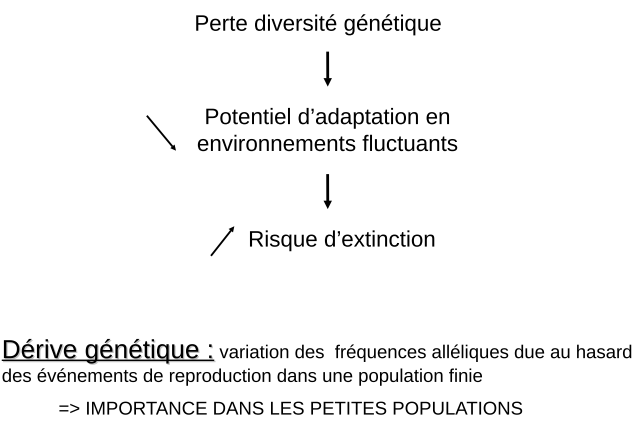 Perte diversité génétique
Potentiel d’adaptation en
environnements fluctuants
Risque d’extinction
Dérive génétique : variation des fréquences alléliques due au hasard
des événements de reproduction dans une population finie
=> IMPORTANCE DANS LES PETITES POPULATIONS